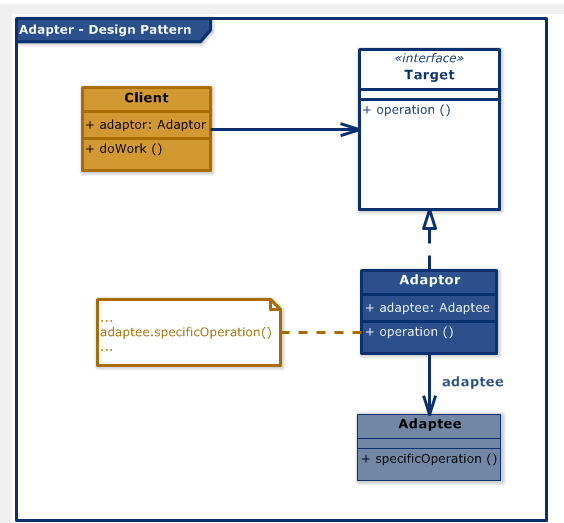 Adapter - Design Pattern
«interface»
Target
+ operation ()
Client
+ adaptor: Adaptor
+ doWork ()
Adaptor
+ adaptee: Adaptee
+ operation ()
...
adaptee.specificOperation()
...
adaptee
Adaptee
+ specificOperation ()